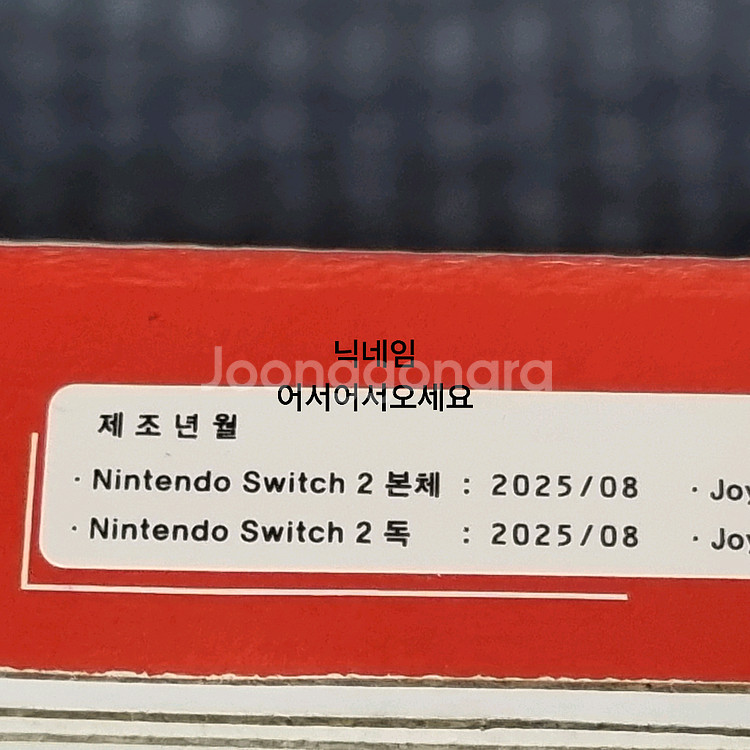 닉네임
Joonggonara
어서어서오세요
제조년월
· Nintendo Switch 2 본체 : 2025/08 · Joy
· Nintendo Switch 2 독 : 2025/08 · Joy